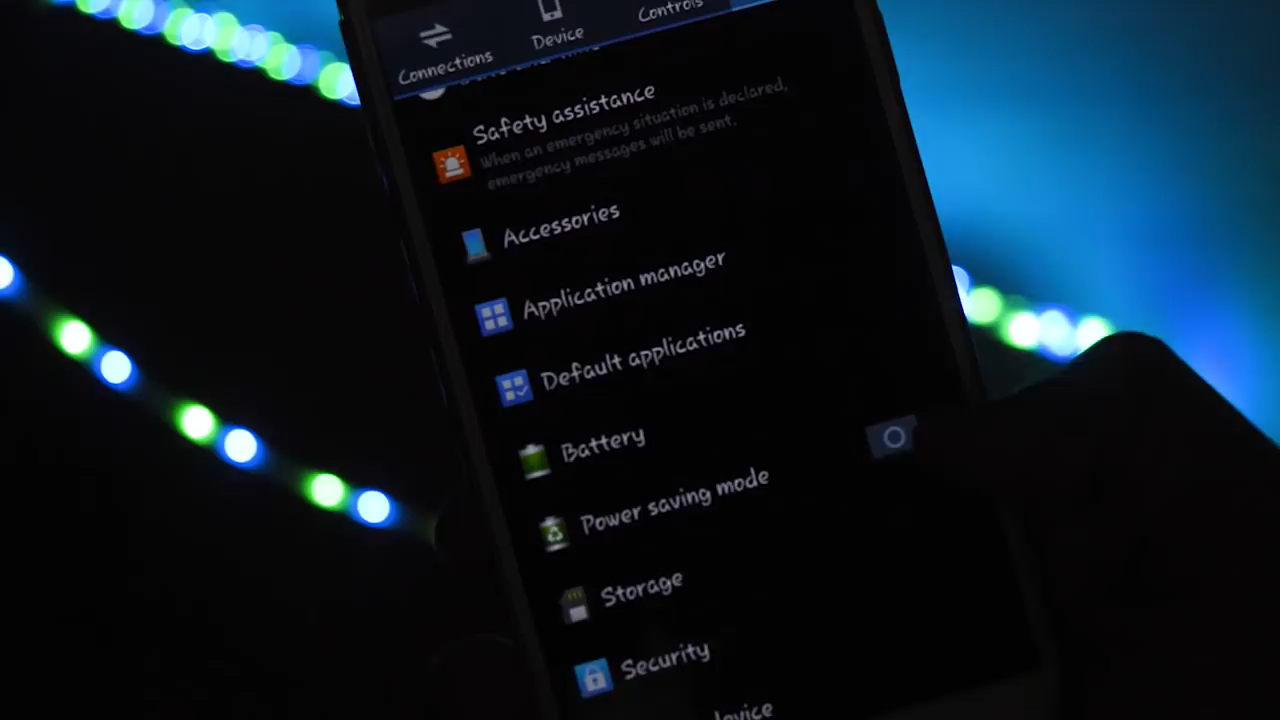 Connections
Device
Controls
Safety assistance
When an emergency situation is declared,
emergency messages will be sent.
Accessories
Application manager
Default applications
Battery
Power saving mode
Storage
Security
device